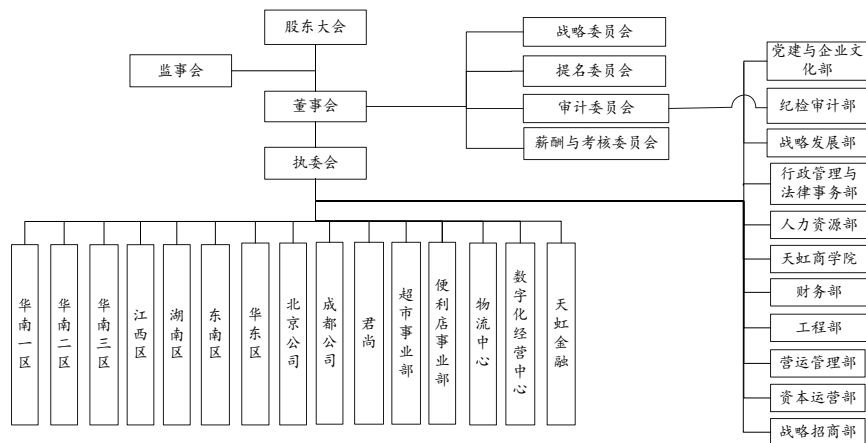 股东大会
监事会
董事会
执委会
战略委员会
提名委员会
审计委员会
薪酬与考核委员会
党建与企业文
化部
纪检审计部
战略发展部
行政管理与
法律事务部
人力资源部
天虹商学院
财务部
工程部
营运管理部
资本运营部
战略招商部
华南一区
华南二区
华南三区
江西区
湖南区
东南区
华东区
北京公司
成都公司
君尚
超市事业部
便利店事业部
物流中心
数字化经营中心
天虹金融